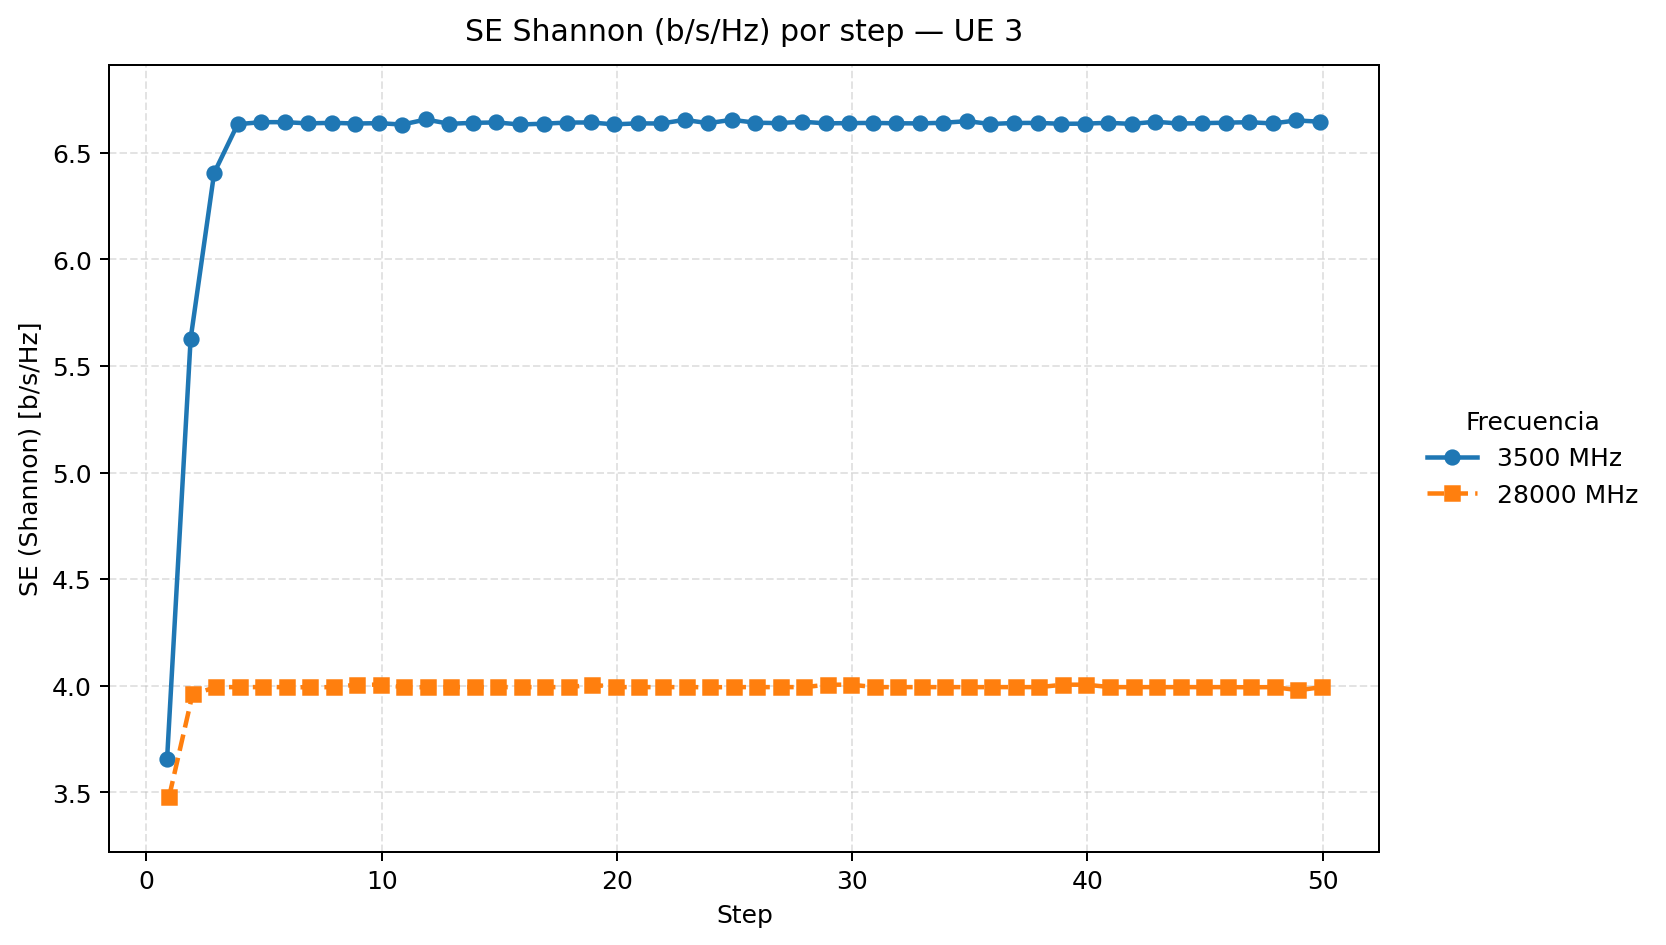 SE Shannon (b/s/Hz) por step — UE 3
SE (Shannon) [b/s/Hz]
6.5
6.0
5.5
5.0
4.5
4.0
3.5
0 10 20 30 40 50
Step
Frecuencia
3500 MHz
28000 MHz